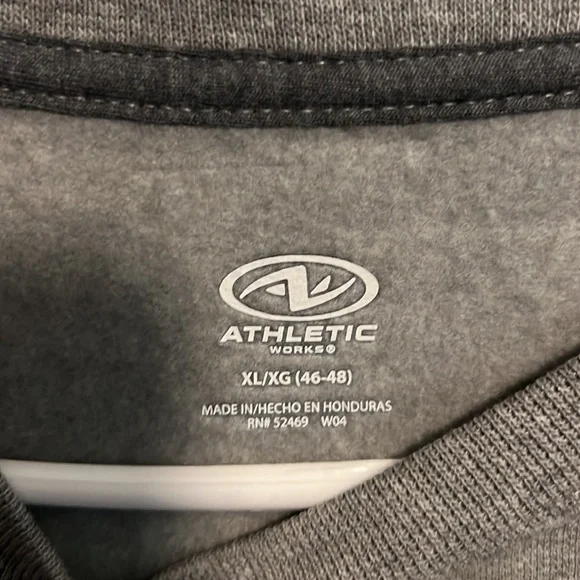 ATHLETIC
WORKS®
XL/XG (46-48)
MADE IN/HECHO EN HONDURAS
RN# 52469 W04